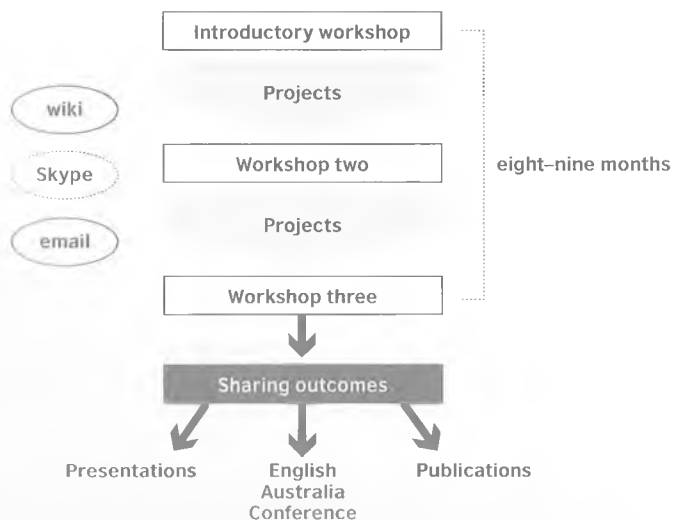 Introductory workshop
Projects
wiki
Workshop two
Skype
eight–nine months
Projects
email
Workshop three
Sharing outcomes
Presentations
English
Australia
Conference
Publications